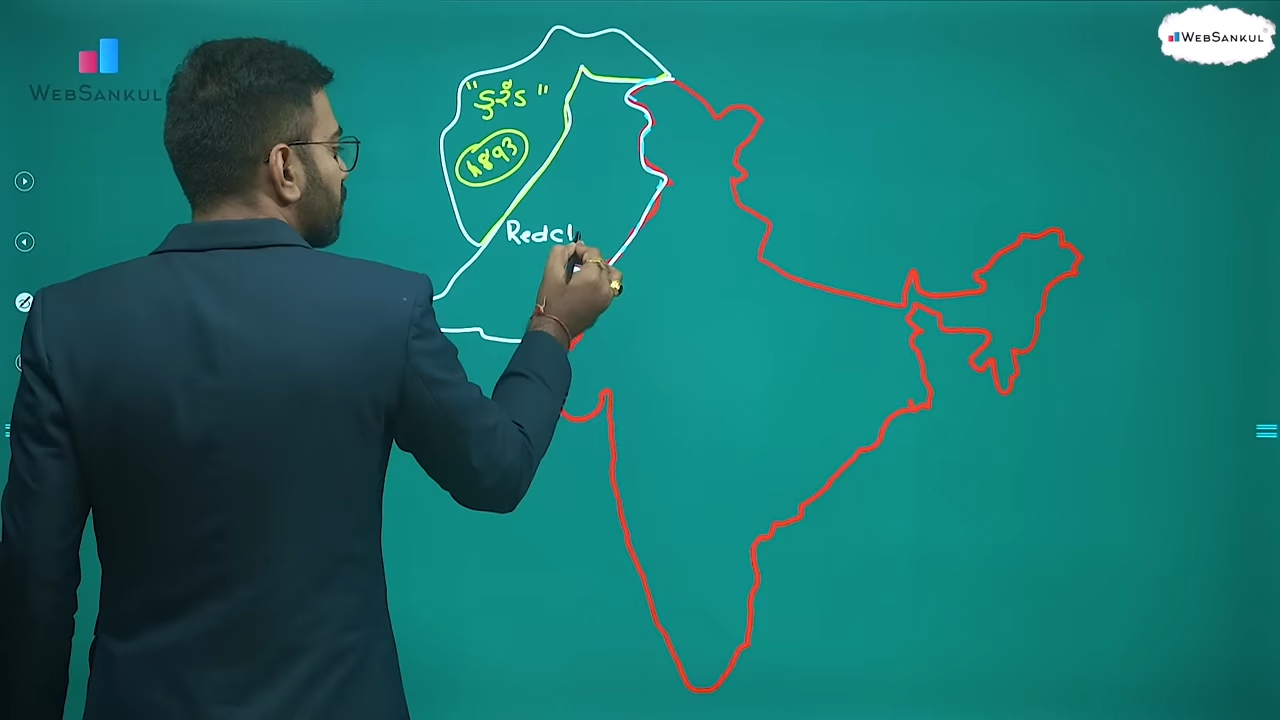 WEBSANKUL
WEBSANKUL
"ડુરંડ"
1893
Redcl